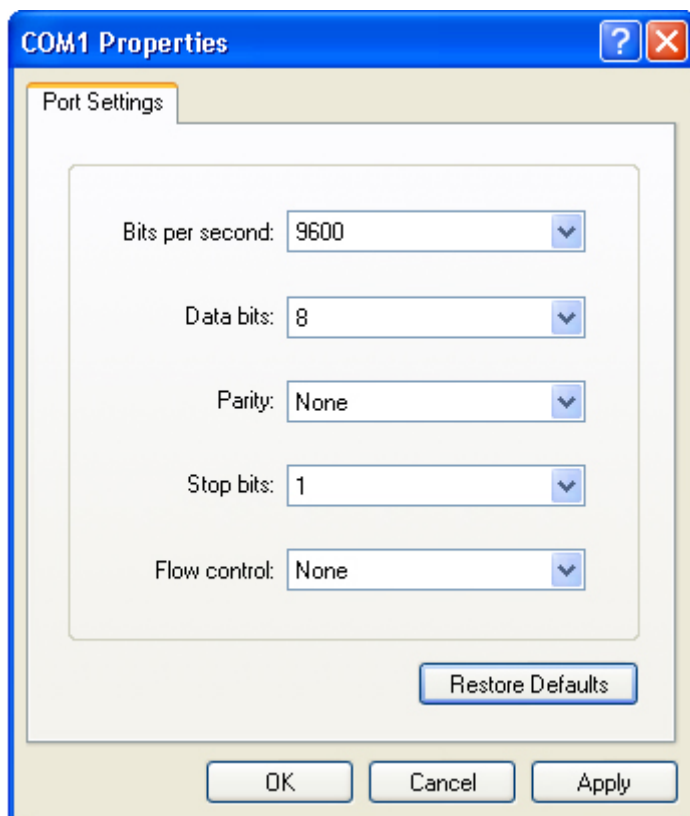 COM1 Properties
?
Port Settings
Bits per second: 9600
Data bits: 8
Parity: None
Stop bits: 1
Flow control: None
Restore Defaults
OK Cancel Apply